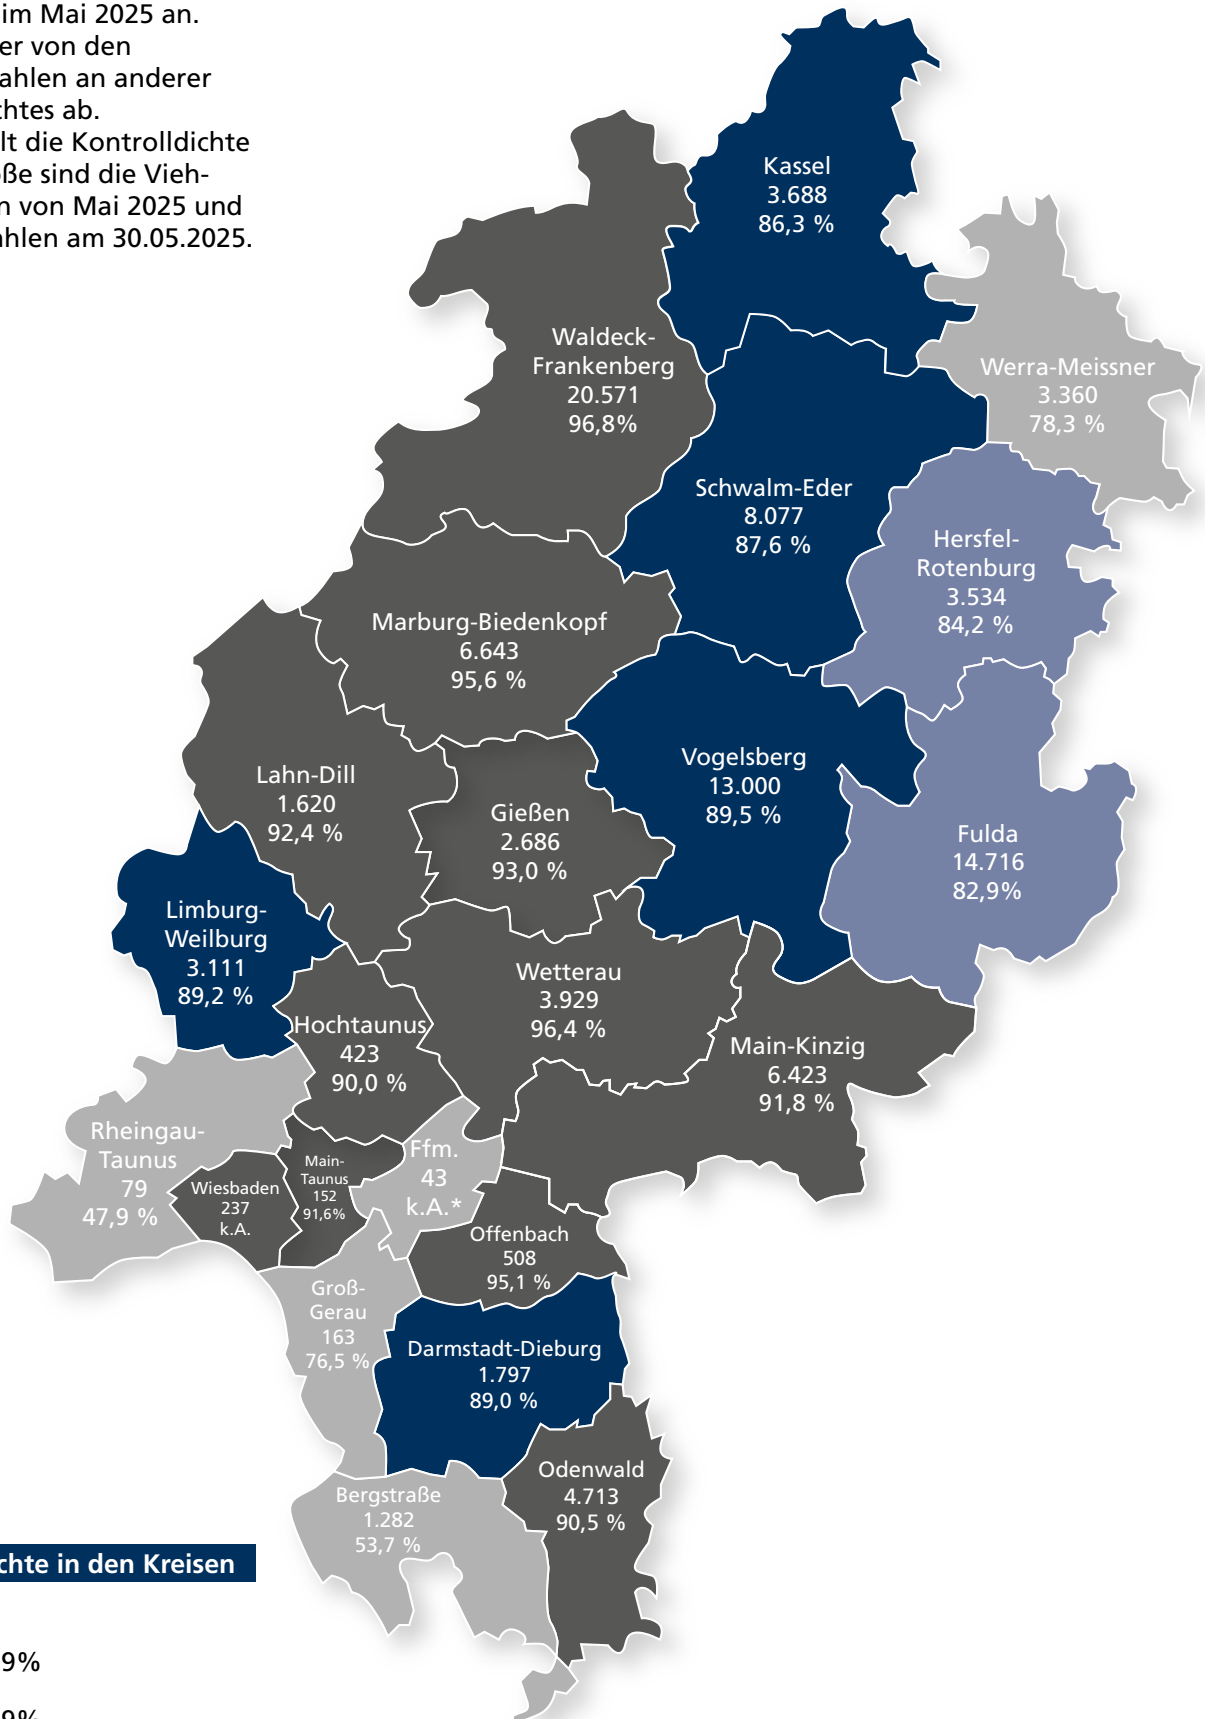 im Mai 2025 an.
er von den
ahlen an anderer
chtes ab.
lt die Kontrolldichte
öße sind die Vieh-
n von Mai 2025 und
ahlen am 30.05.2025.
Kassel
3.688
86,3 %
Waldeck-
Frankenberg
20.571
96,8%
Werra-Meissner
3.360
78,3 %
Schwalm-Eder
8.077
87,6 %
Hersfel-
Rotenburg
3.534
84,2 %
Marburg-Biedenkopf
6.643
95,6 %
Vogelsberg
13.000
89,5 %
Lahn-Dill
1.620
92,4 %
Gießen
2.686
93,0 %
Fulda
14.716
82,9%
Limburg-
Weilburg
3.111
89,2 %
Wetterau
3.929
96,4 %
Hochtaunus
423
90,0 %
Main-Kinzig
6.423
91,8 %
Rheingau-
Taunus
79
47,9 %
Wiesbaden
237
k.A.
Main-
Taunus
152
91,6%
Ffm.
43
k.A.*
Offenbach
508
95,1 %
Groß-
Gerau
163
76,5 %
Darmstadt-Dieburg
1.797
89,0 %
Odenwald
4.713
90,5 %
Bergstraße
1.282
53,7 %
chte in den Kreisen
9%
9%